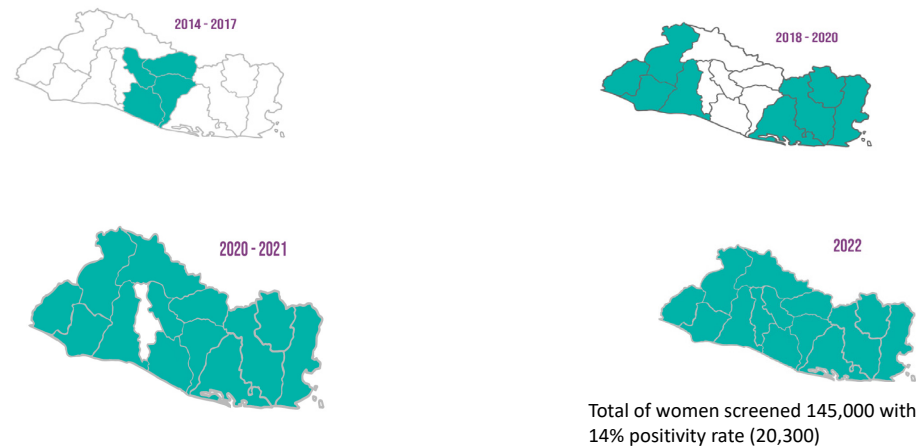 2014 - 2017
2018 - 2020
2020 - 2021
2022
Total of women screened 145,000 with
14% positivity rate (20,300)